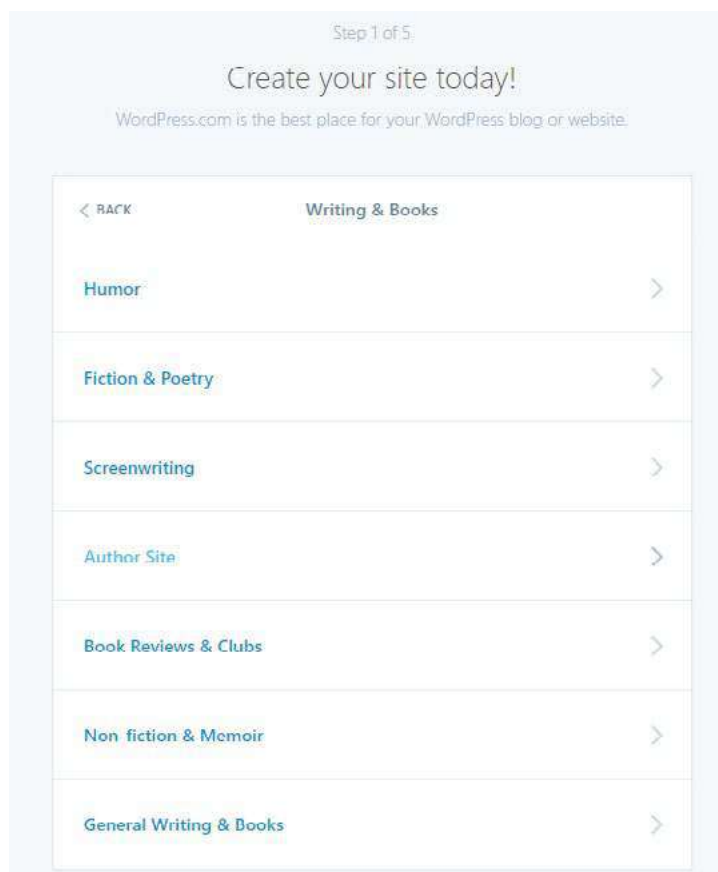 Step 1 of 5
Create your site today!
WordPress.com is the best place for your WordPress blog or website.
BACK
Writing & Books
Humor
Fiction & Poetry
Screenwriting
Author Site
Book Reviews & Clubs
Non-fiction & Memoir
General Writing & Books